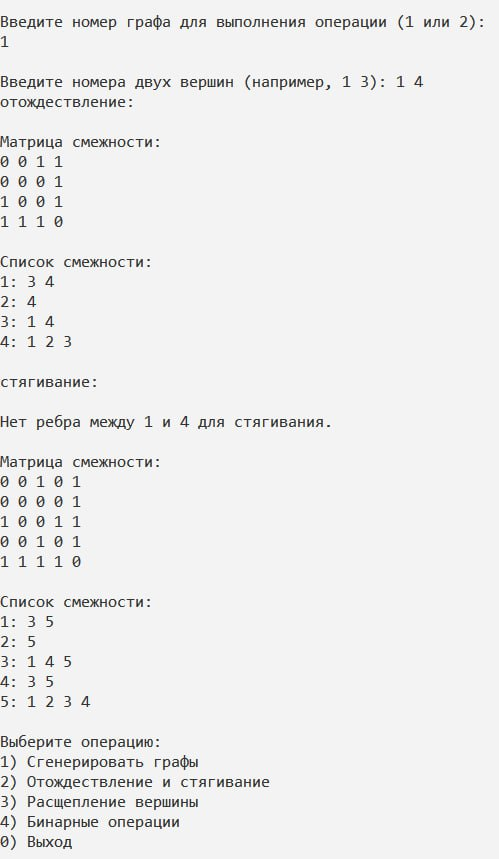 Введите номер графа для выполнения операции (1 или 2):
1
Введите номера двух вершин (например, 1 3): 1 4
отождествление:
Матрица смежности:
0 0 1 1
0 0 0 1
1 0 0 1
1 1 1 0
Список смежности:
1: 3 4
2: 4
3: 1 4
4: 1 2 3
стягивание:
Нет ребра между 1 и 4 для стягивания.
Матрица смежности:
0 0 1 0 1
0 0 0 0 1
1 0 0 1 1
0 0 1 0 1
1 1 1 1 0
Список смежности:
1: 3 5
2: 5
3: 1 4 5
4: 3 5
5: 1 2 3 4
Выберите операцию:
1) Сгенерировать графы
2) Отождествление и стягивание
3) Расщепление вершины
4) Бинарные операции
0) Выход